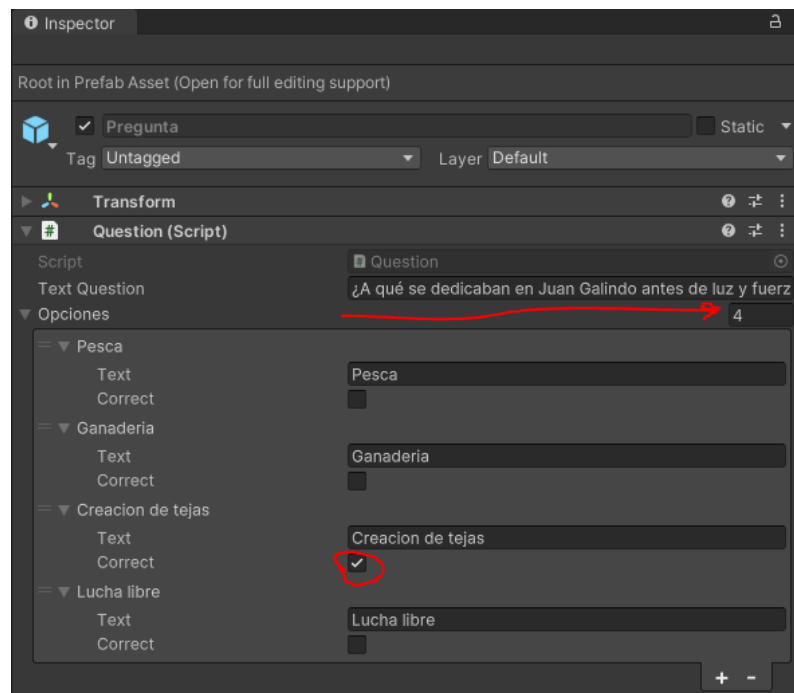 Inspector
Root in Prefab Asset (Open for full editing support)
Pregunta Static
Tag Untagged Layer Default
Transform
# Question (Script)
Script # Question
Text Question ¿A qué se dedicaban en Juan Galindo antes de luz y fuerz
Opciones 4
Pesca
Text Pesca
Correct
Ganaderia
Text Ganaderia
Correct
Creacion de tejas
Text Creacion de tejas
Correct
Lucha libre
Text Lucha libre
Correct
+ -